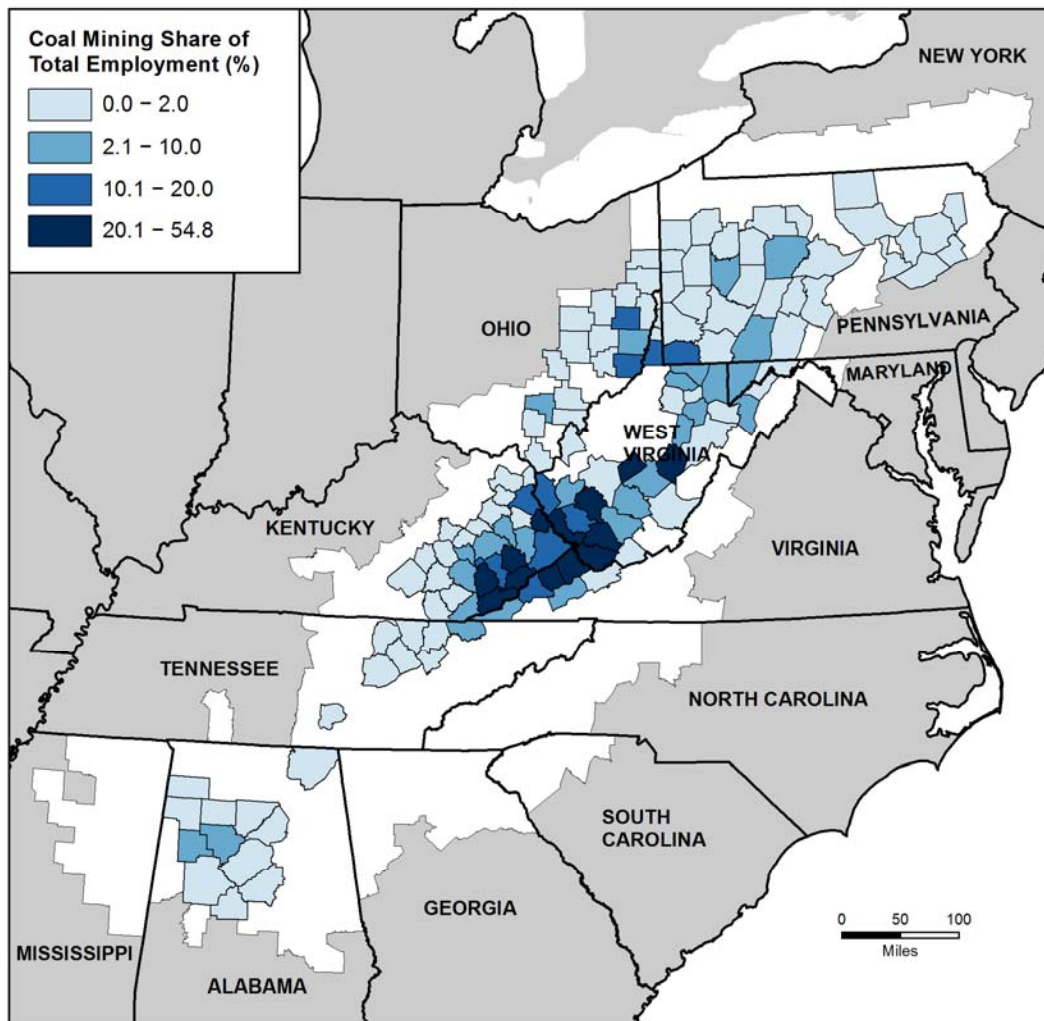 Coal Mining Share of
Total Employment (%)
0.0 − 2.0
2.1 − 10.0
10.1 − 20.0
20.1 − 54.8
NEW YORK
PENNSYLVANIA
OHIO
MARYLAND
WEST
VIRGINIA
KENTUCKY
VIRGINIA
TENNESSEE
NORTH CAROLINA
SOUTH
CAROLINA
GEORGIA
MISSISSIPPI
ALABAMA
0 50 100
Miles